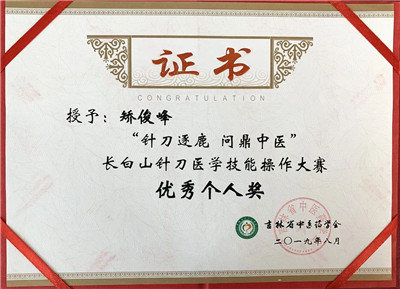 证书
CONGRATULATION
授予：矫俊峰
“针刀逐鹿 问鼎中医”
长白山针刀医学技能操作大赛
优秀个人奖
吉林省中医药学会
二〇一九年八月